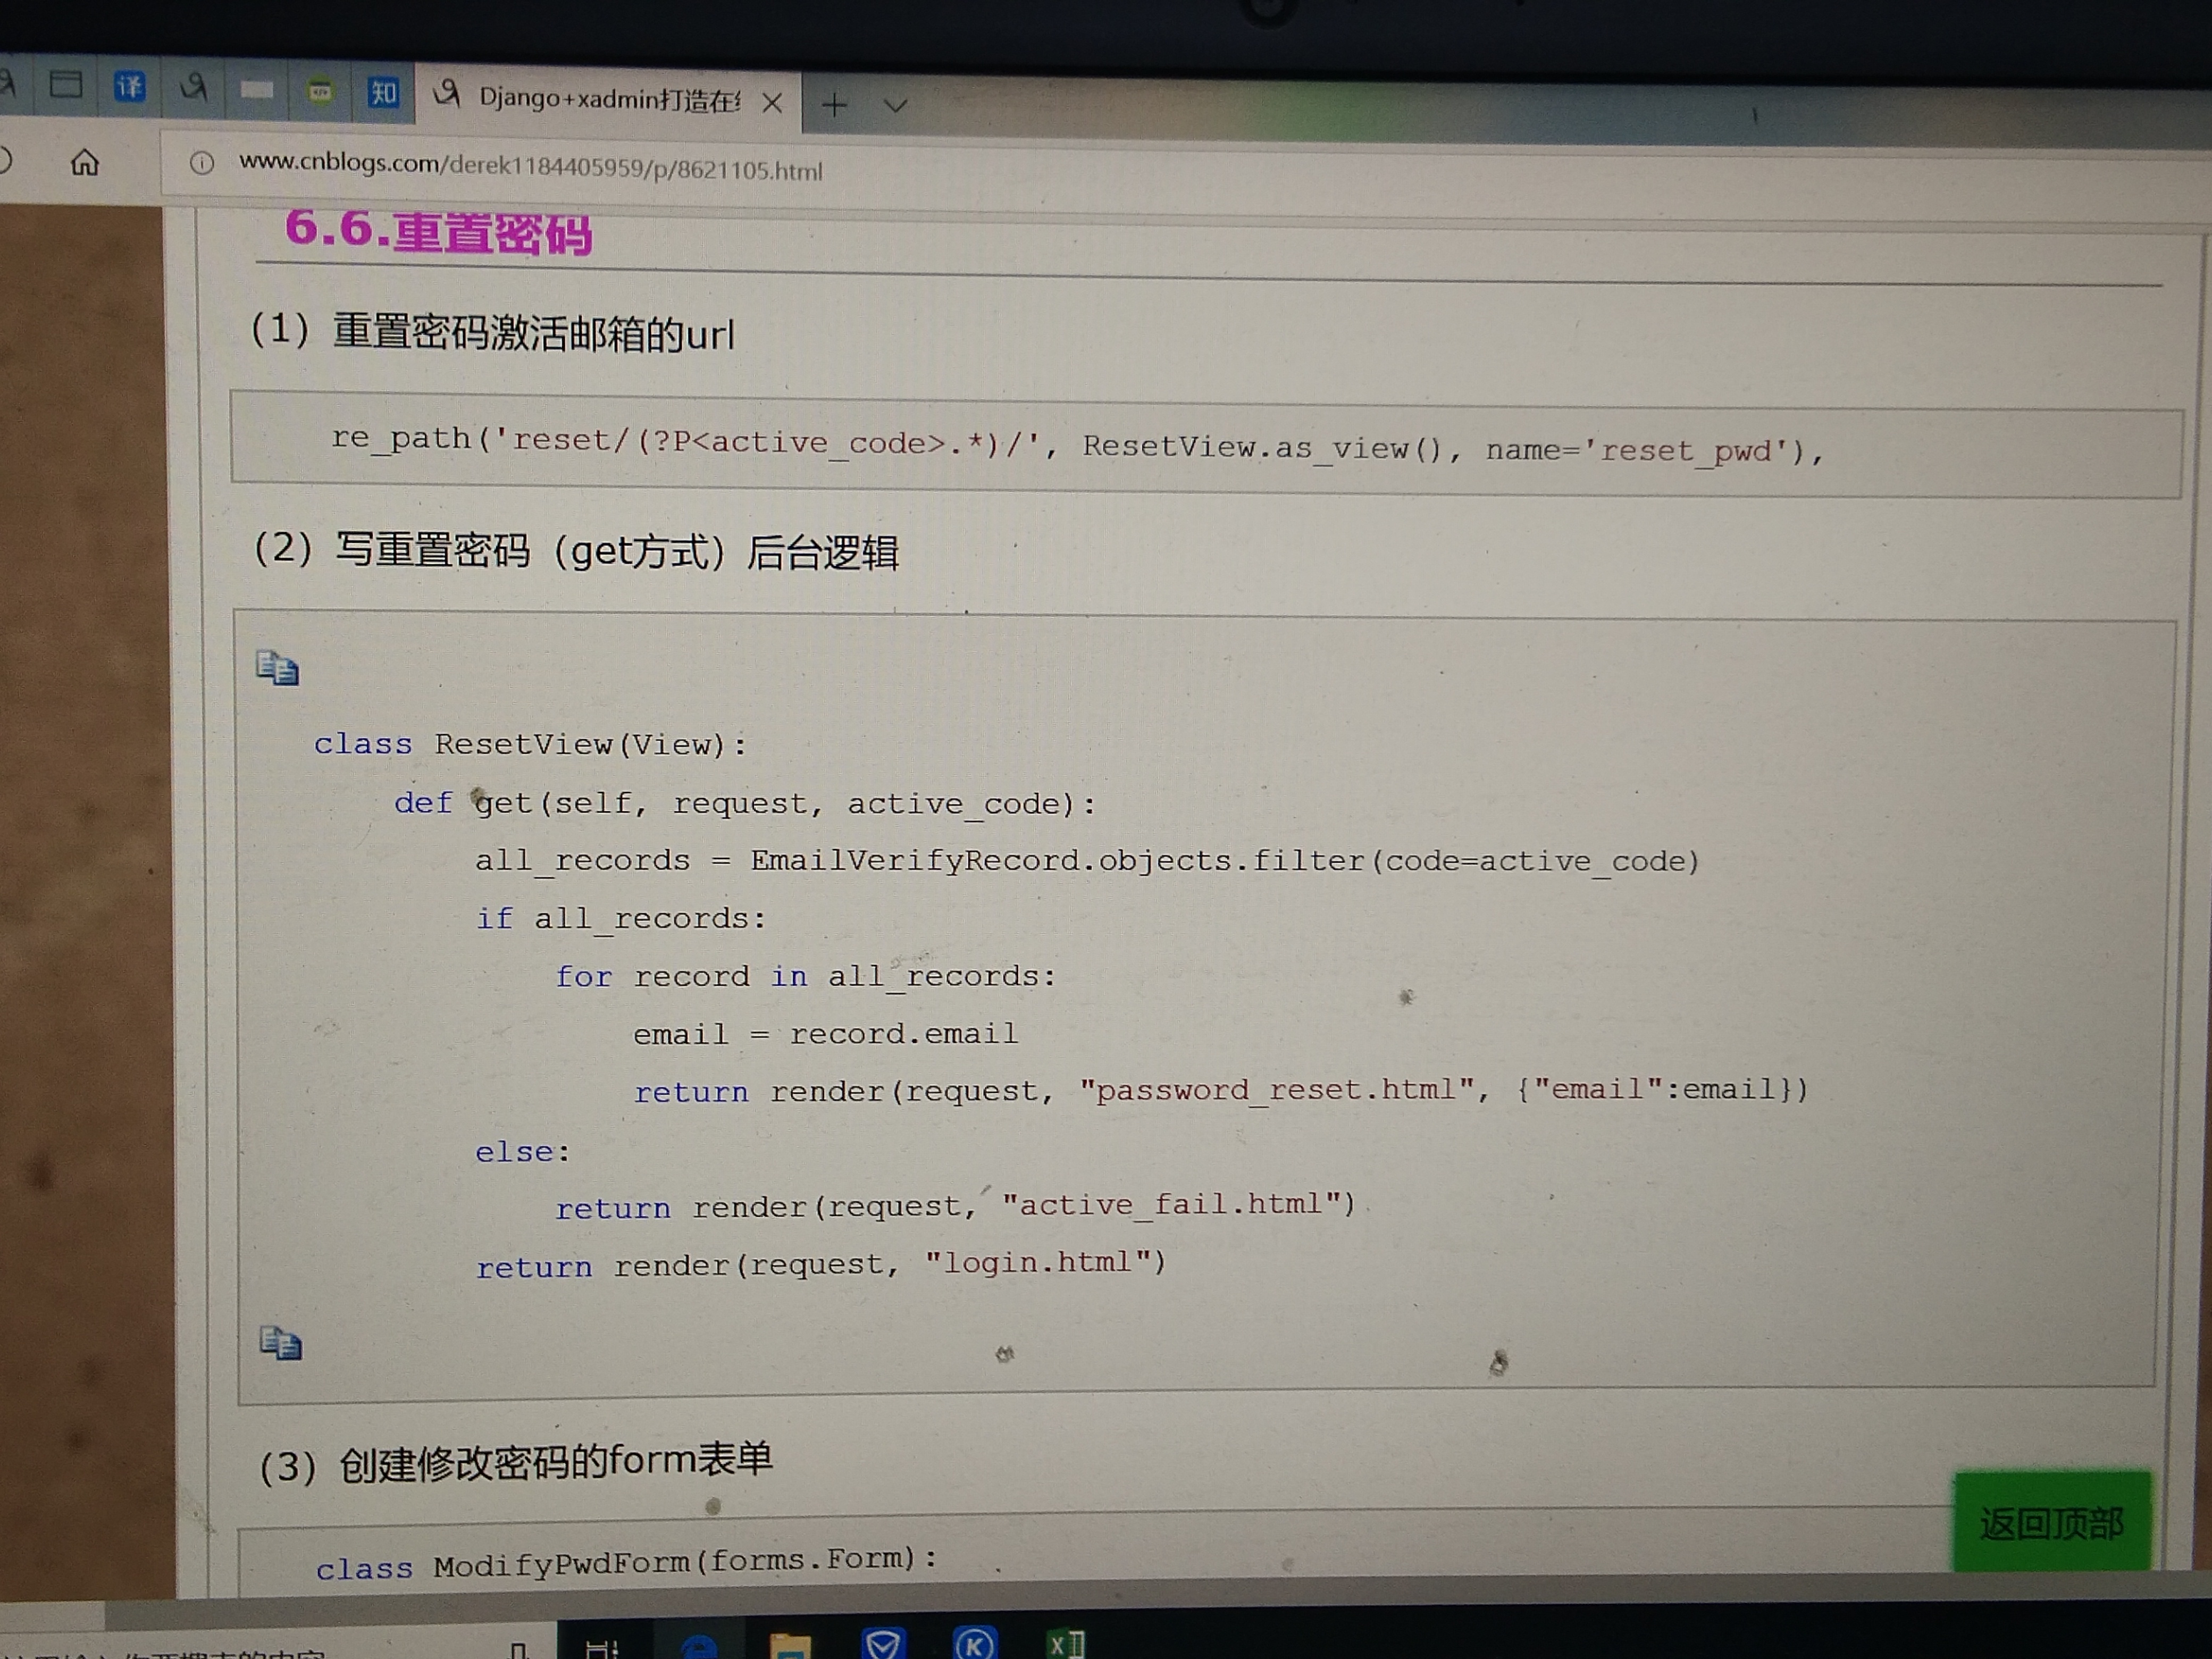 译
知
Django+xadmin打造在
www.cnblogs.com/derek1184405959/p/8621105.html
6.6.重置密码
(1) 重置密码激活邮箱的url
re_path('reset/(?P<active_code>.*)/', ResetView.as_view(), name='reset_pwd'),
(2) 写重置密码（get方式）后台逻辑
class ResetView(View):
    def get(self, request, active_code):
        all_records = EmailVerifyRecord.objects.filter(code=active_code)
        if all_records:
            for record in all_records:
                email = record.email
                return render(request, "password_reset.html", {"email":email})
        else:
            return render(request, "active_fail.html")
        return render(request, "login.html")
(3) 创建修改密码的form表单
class ModifyPwdForm(forms.Form):
返回顶部
K
X